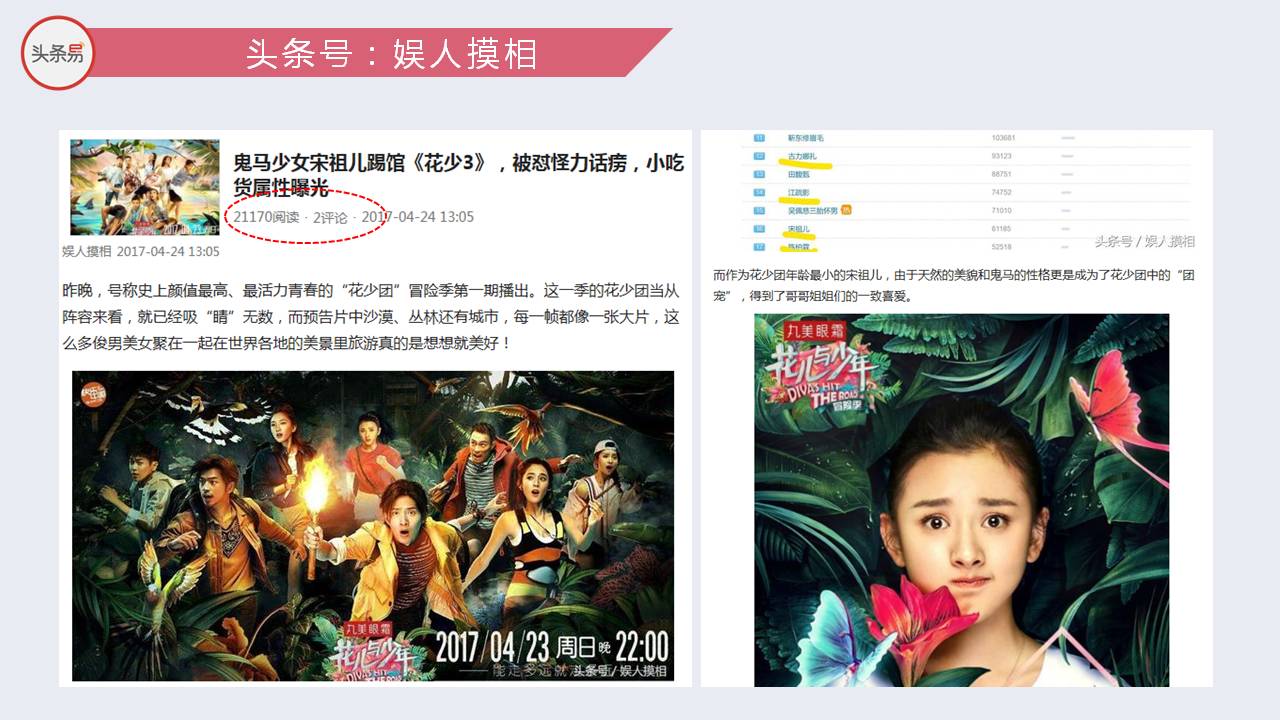 头条易
头条号：娱人摸相
鬼马少女宋祖儿踢馆《花少3》，被怼怪力话痨，小吃
货属性曝光
21170阅读 · 2评论 · 2017-04-24 13:05
娱人摸相 2017-04-24 13:05
昨晚，号称史上颜值最高、最活力青春的“花少团”冒险季第一期播出。这一季的花少团当从
阵容来看，就已经吸“睛”无数，而预告片中沙漠、丛林还有城市，每一帧都像一张大片，这
么多俊男美女聚在一起在世界各地的美景里旅游真的是想想就美好！
九美眼霜
花儿与少年
DIVAS HIT
THE ROAD
2017/04/23 周日晚 22:00
能走多远就
头条号 / 娱人摸相
11 靳东修眉毛 103681
12 古力娜扎 93123
13 田馥甄 88751
14 江疏影 74752
15 吴佩慈三胎怀男 热 71010
16 宋祖儿 61185
17 陈柏霖 52518
头条号 / 娱人摸相
而作为花少团年龄最小的宋祖儿，由于天然的美貌和鬼马的性格更是成为了花少团中的“团
宠”，得到了哥哥姐姐们的一致喜爱。
九美眼霜
花儿与少年
DIVAS HIT
THE ROAD
冒险季